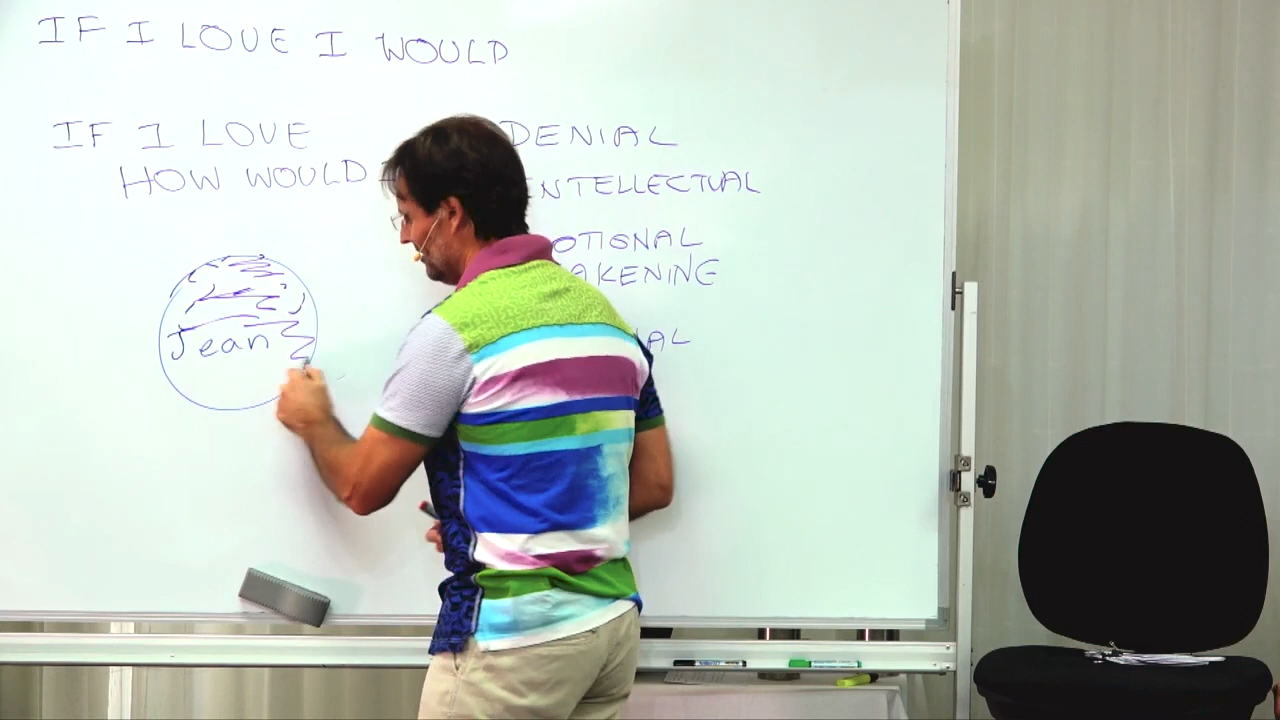 IF I LOVE I WOULD
IF I LOVE
HOW WOULD
DENIAL
INTELLECTUAL
OTIONAL
AKENING
AL
Jean